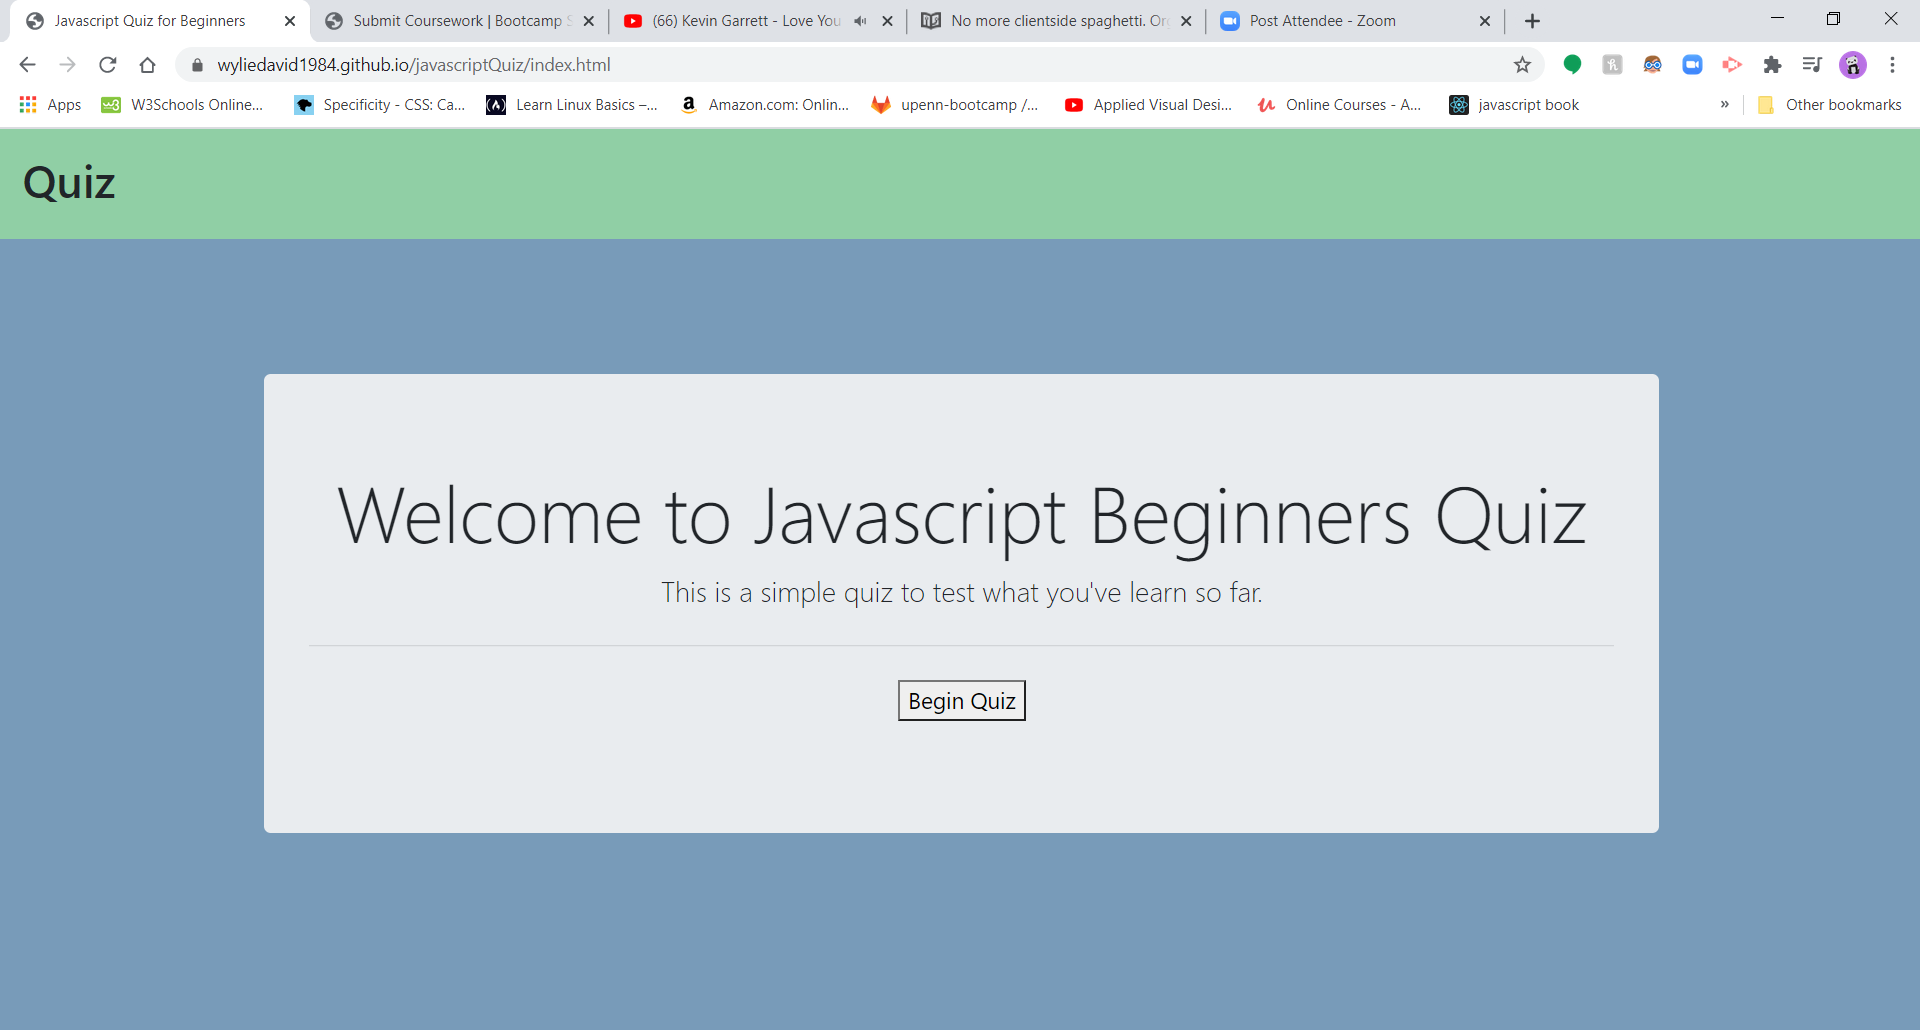 Javascript Quiz for Beginners
Submit Coursework | Bootcamp S
(66) Kevin Garrett - Love You
No more clientside spaghetti. Org
Post Attendee - Zoom
wyliedavid1984.github.io/javascriptQuiz/index.html
Apps
W3Schools Online...
Specificity - CSS: Ca...
Learn Linux Basics –...
Amazon.com: Onlin...
upenn-bootcamp /...
Applied Visual Desi...
Online Courses - A...
javascript book
»
Other bookmarks
Quiz
Welcome to Javascript Beginners Quiz
This is a simple quiz to test what you've learn so far.
Begin Quiz